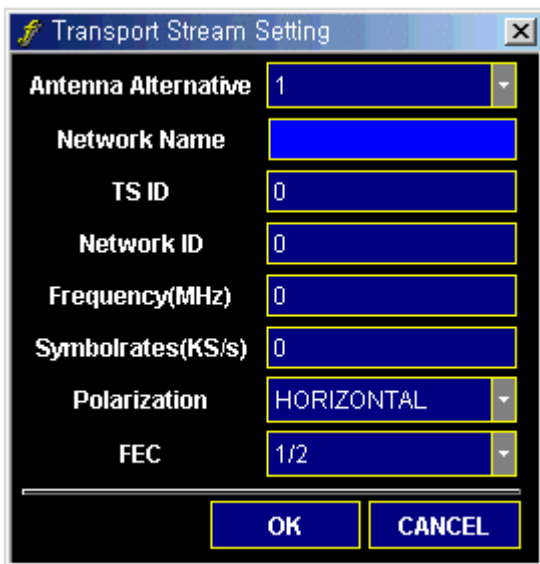 Transport Stream Setting
Antenna Alternative 1
Network Name
TS ID 0
Network ID 0
Frequency(MHz) 0
Symbolrates(KS/s) 0
Polarization HORIZONTAL
FEC 1/2
OK CANCEL